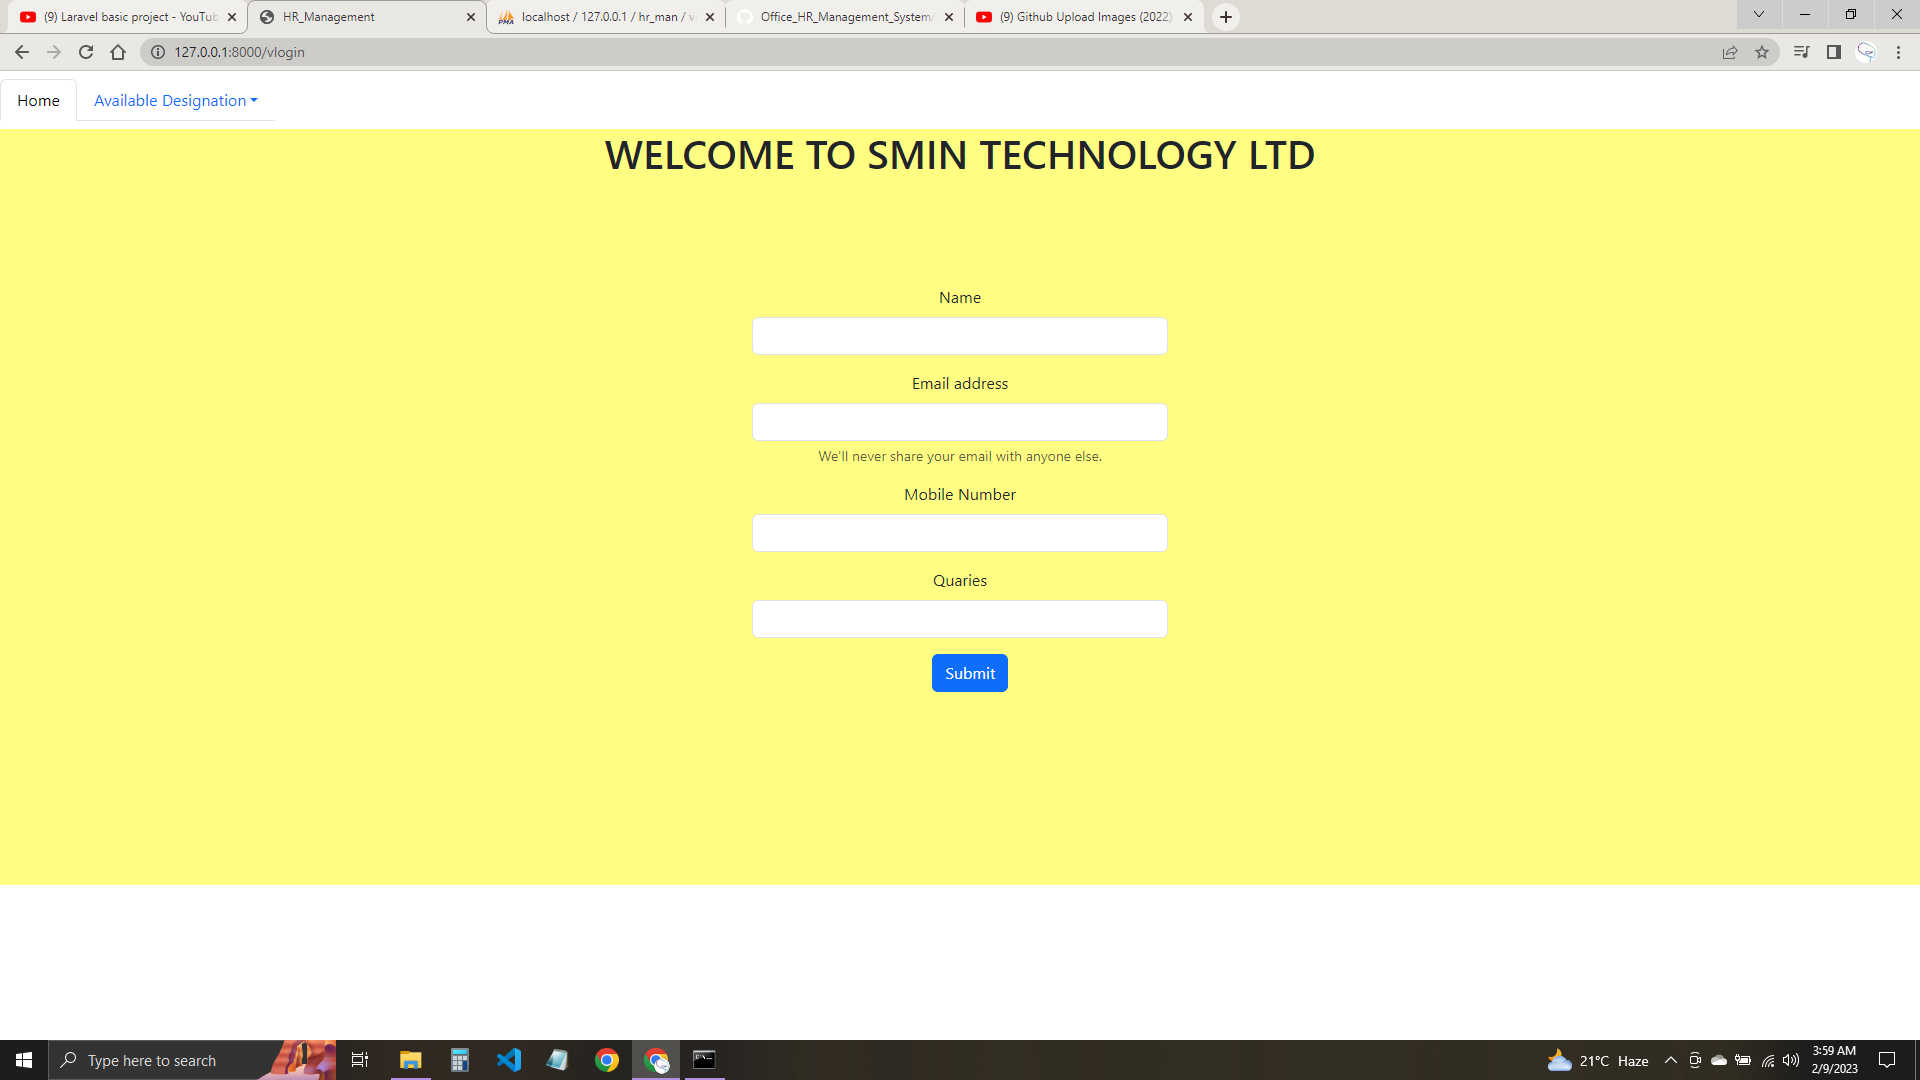 (9) Laravel basic project - YouTub
HR_Management
localhost / 127.0.0.1 / hr_man / vi
Office_HR_Management_System/
(9) Github Upload Images (2022)
127.0.0.1:8000/vlogin
Home
Available Designation
WELCOME TO SMIN TECHNOLOGY LTD
Name
Email address
We'll never share your email with anyone else.
Mobile Number
Quaries
Submit
Type here to search
21°C Haze
3:59 AM
2/9/2023